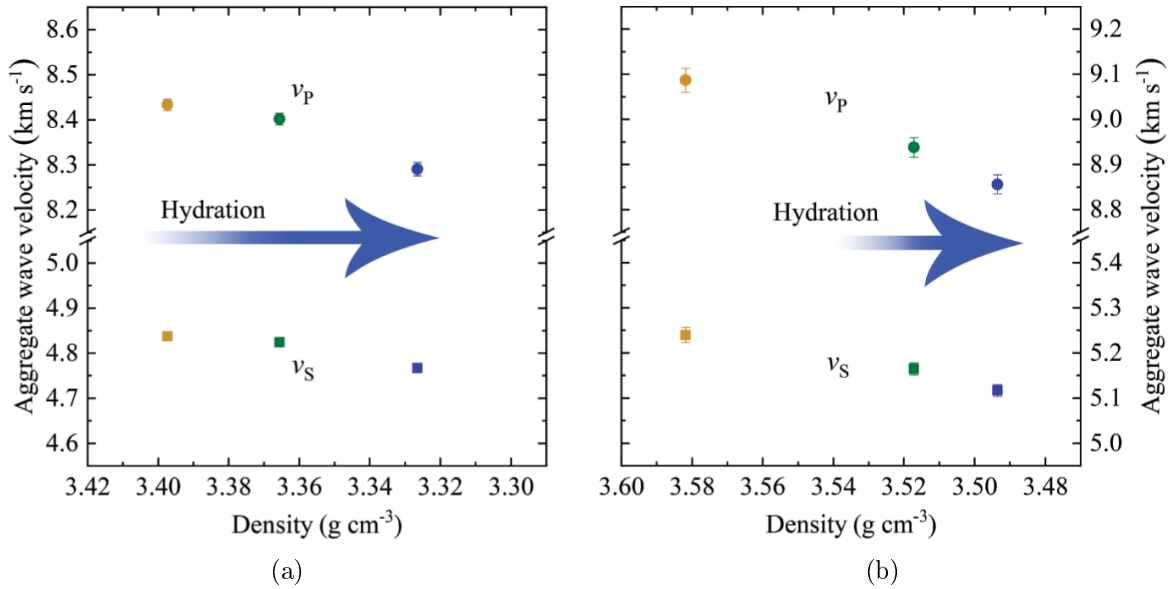 Aggregate wave velocity (km s⁻¹)
8.6
8.5
8.4
8.3
8.2
5.0
4.9
4.8
4.7
4.6
vP
Hydration
vS
3.42 3.40 3.38 3.36 3.34 3.32 3.30
Density (g cm⁻³)
(a)
vP
Hydration
vS
9.2
9.1
9.0
8.9
8.8
5.4
5.3
5.2
5.1
5.0
Aggregate wave velocity (km s⁻¹)
3.60 3.58 3.56 3.54 3.52 3.50 3.48
Density (g cm⁻³)
(b)